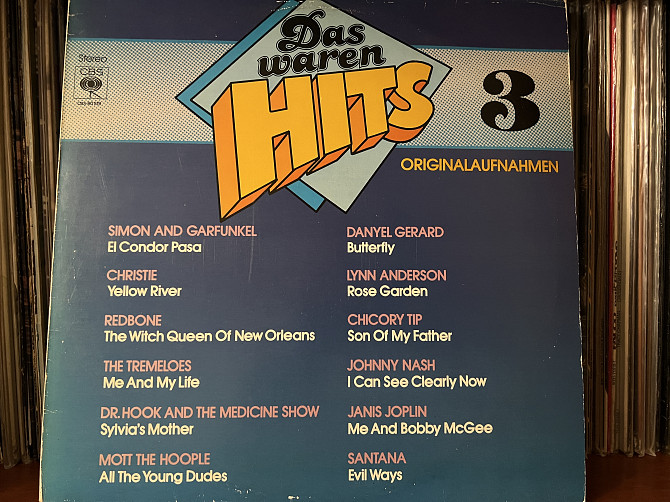 Das
waren
HITS
3
Stereo
CBS
ORIGINALAUFNAHMEN
SIMON AND GARFUNKEL
El Condor Pasa
CHRISTIE
Yellow River
REDBONE
The Witch Queen Of New Orleans
THE TREMELOES
Me And My Life
DR. HOOK AND THE MEDICINE SHOW
Sylvia's Mother
MOTT THE HOOPLE
All The Young Dudes
DANYEL GERARD
Butterfly
LYNN ANDERSON
Rose Garden
CHICORY TIP
Son Of My Father
JOHNNY NASH
I Can See Clearly Now
JANIS JOPLIN
Me And Bobby McGee
SANTANA
Evil Ways